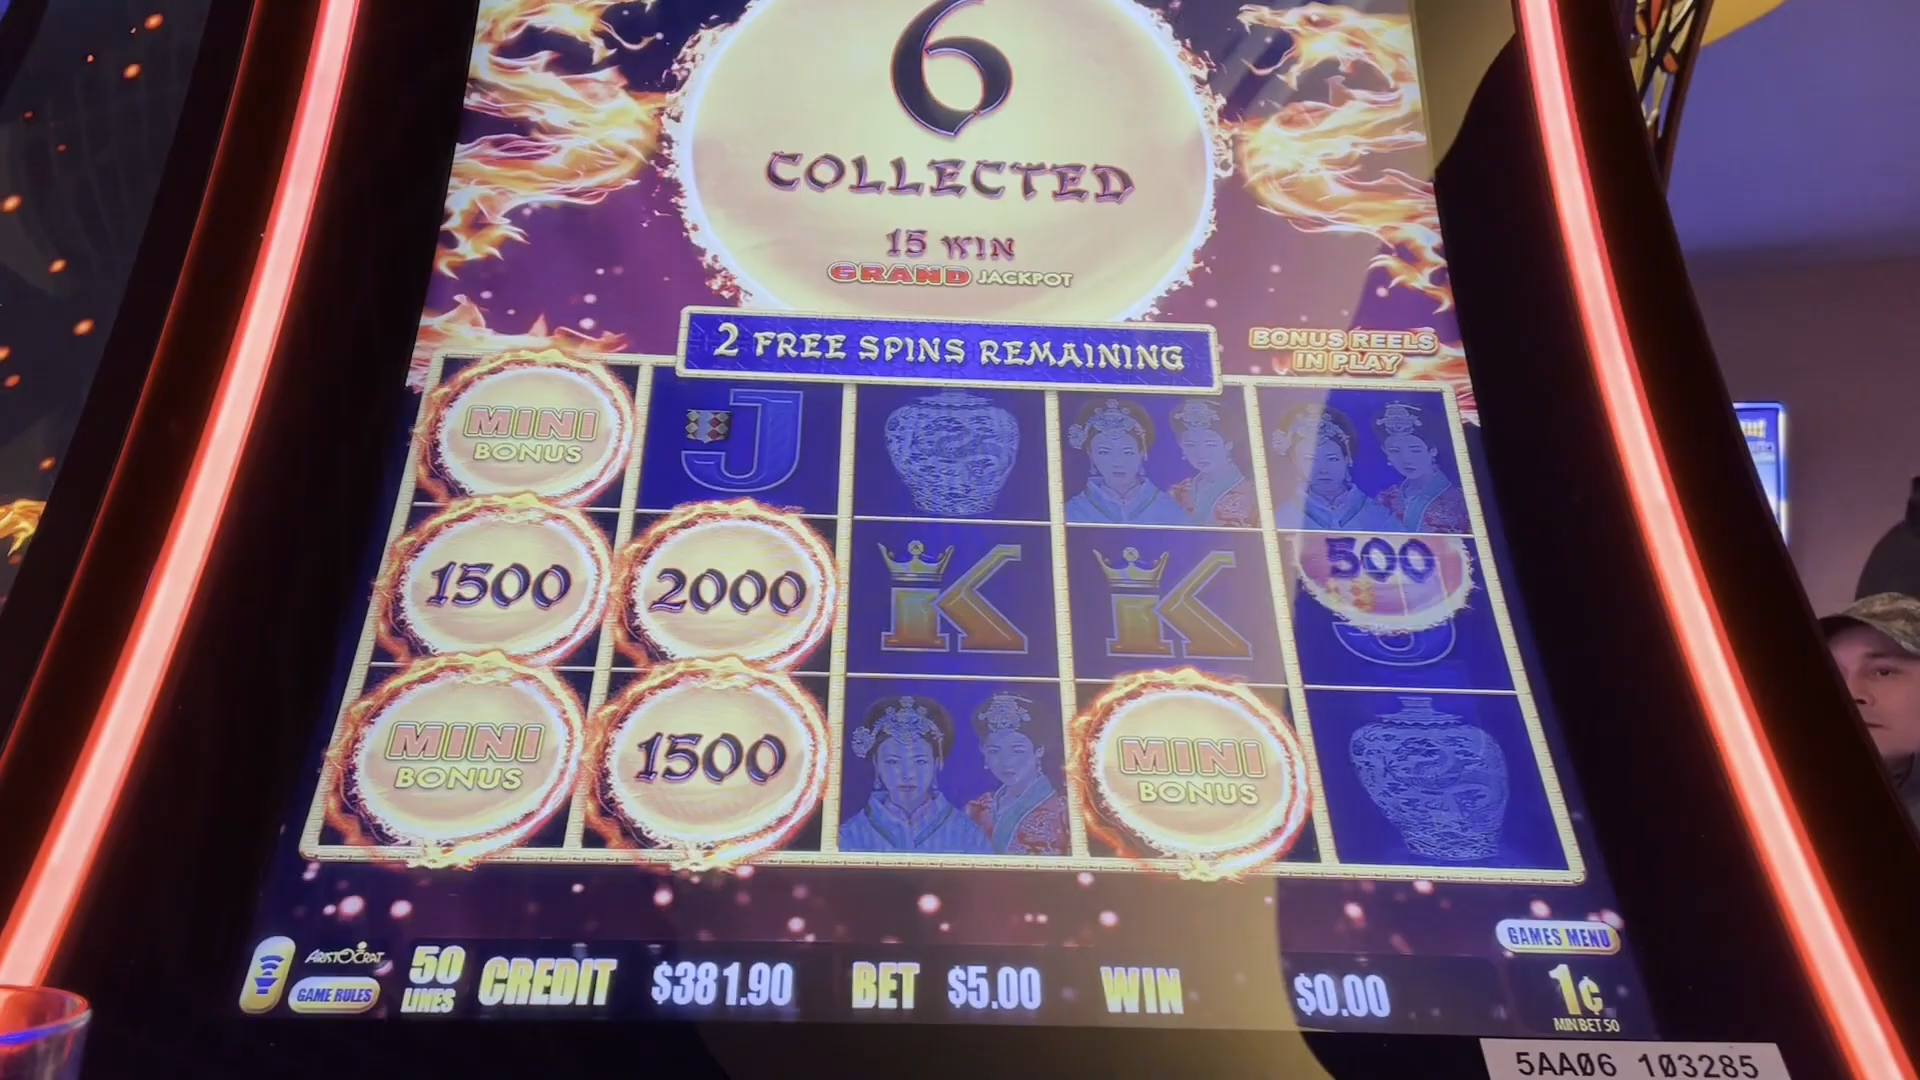 6
COLLECTED
15 WIN
GRAND JACKPOT
2 FREE SPINS REMAINING
BONUS REELS
IN PLAY
MINI
BONUS
J
1500
2000
K
K
500
J
MINI
BONUS
1500
MINI
BONUS
GAMES MENU
ARISTOCRAT
GAME RULES
50
LINES
CREDIT $381.90
BET $5.00
WIN $0.00
1¢
MIN BET 50
5AA06 103285